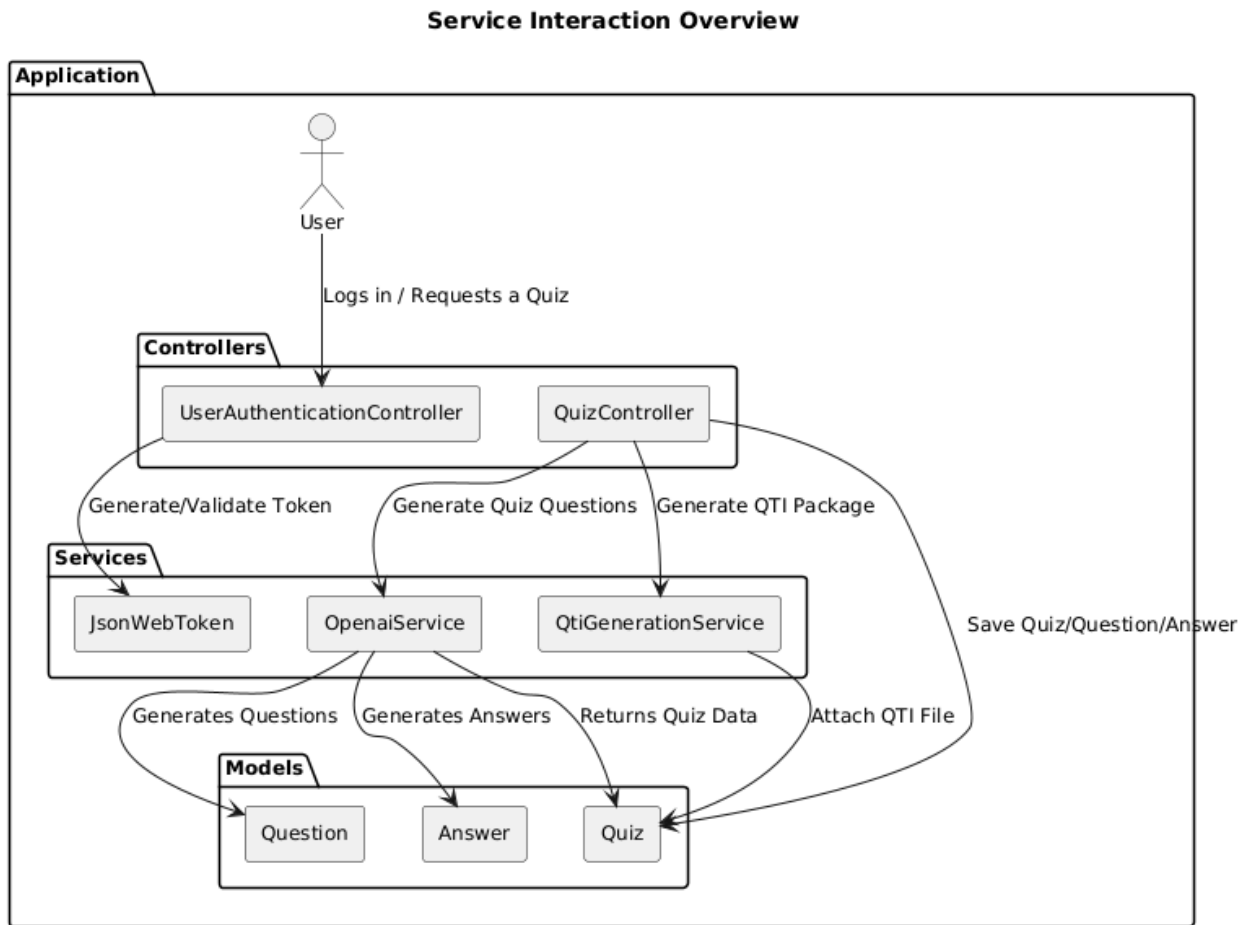 Service Interaction Overview
Application
User
Logs in / Requests a Quiz
Controllers
UserAuthenticationController
QuizController
Generate/Validate Token
Generate Quiz Questions
Generate QTI Package
Services
JsonWebToken
OpenaiService
QtiGenerationService
Save Quiz/Question/Answer
Generates Questions
Generates Answers
Returns Quiz Data
Attach QTI File
Models
Question
Answer
Quiz